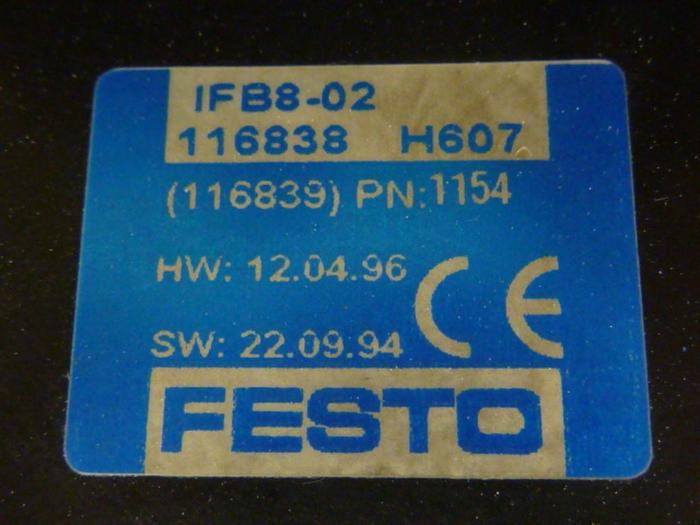 IFB8-02
116838 H607
(116839) PN:1154
HW: 12.04.96
SW: 22.09.94
CE
FESTO